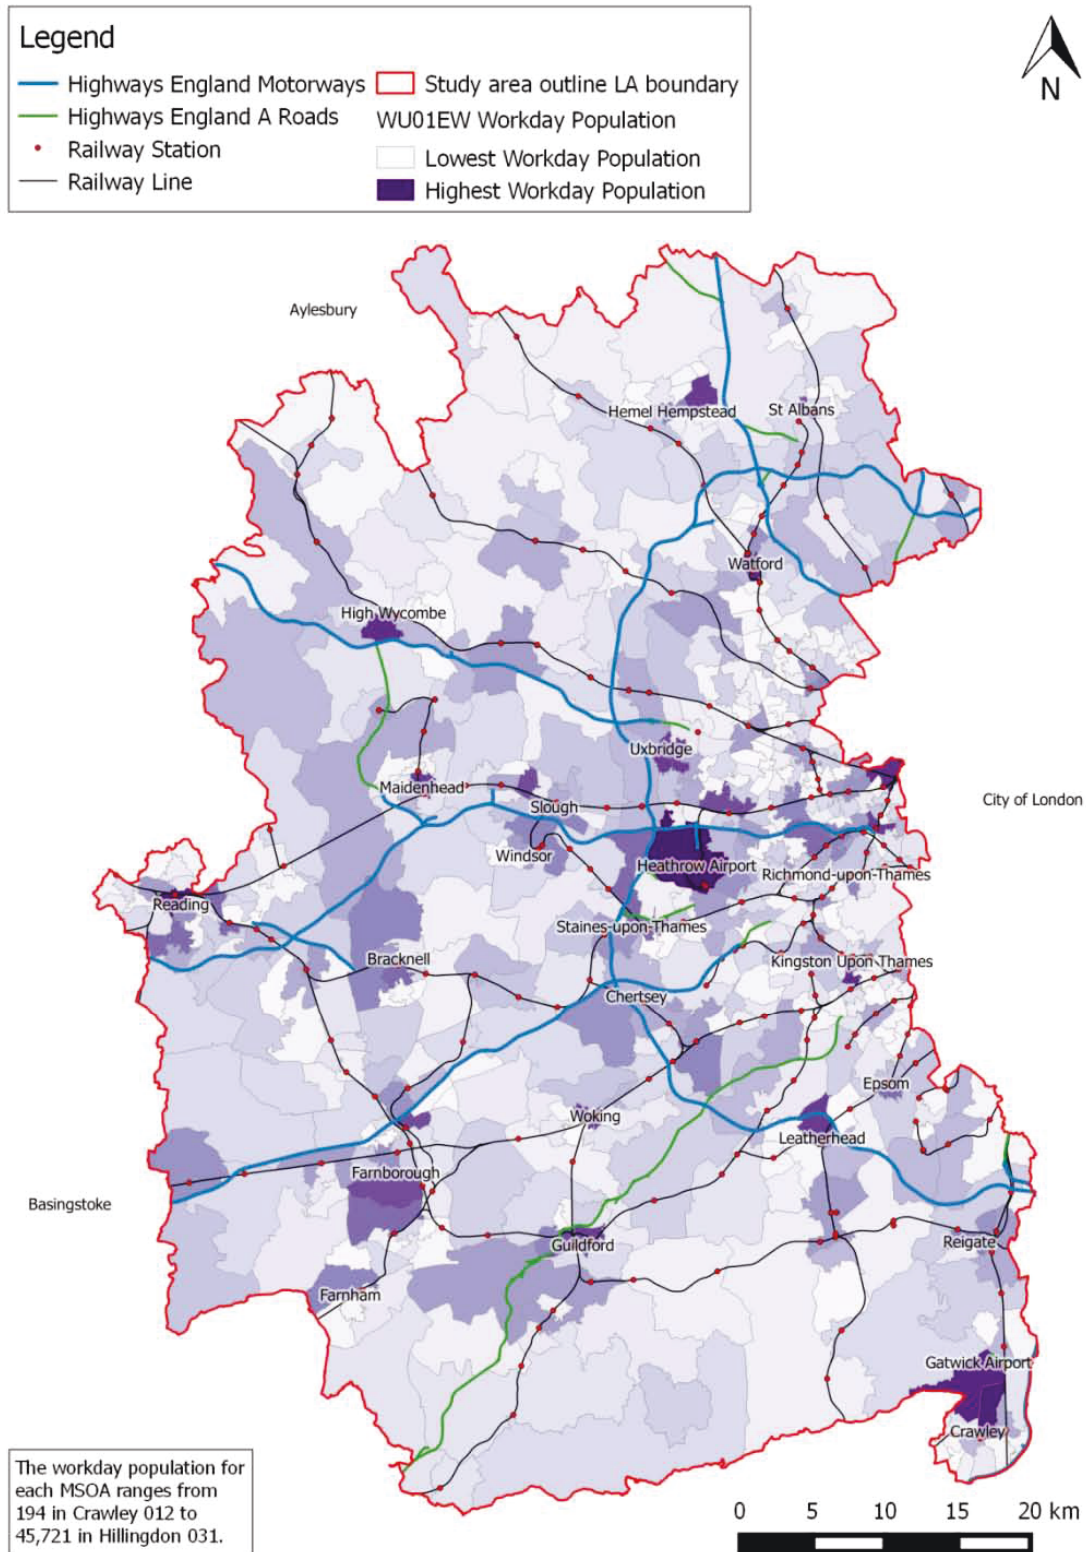 Legend
Highways England Motorways
Highways England A Roads
Railway Station
Railway Line
Study area outline LA boundary
WU01EW Workday Population
Lowest Workday Population
Highest Workday Population
N
Aylesbury
Hemel Hempstead
St Albans
Watford
High Wycombe
Uxbridge
Maidenhead
Slough
City of London
Windsor
Heathrow Airport
Richmond-upon-Thames
Reading
Staines-upon-Thames
Bracknell
Kingston Upon Thames
Chertsey
Epsom
Woking
Leatherhead
Farnborough
Basingstoke
Guildford
Reigate
Farnham
Gatwick Airport
Crawley
The workday population for
each MSOA ranges from
194 in Crawley 012 to
45,721 in Hillingdon 031.
0 5 10 15 20 km